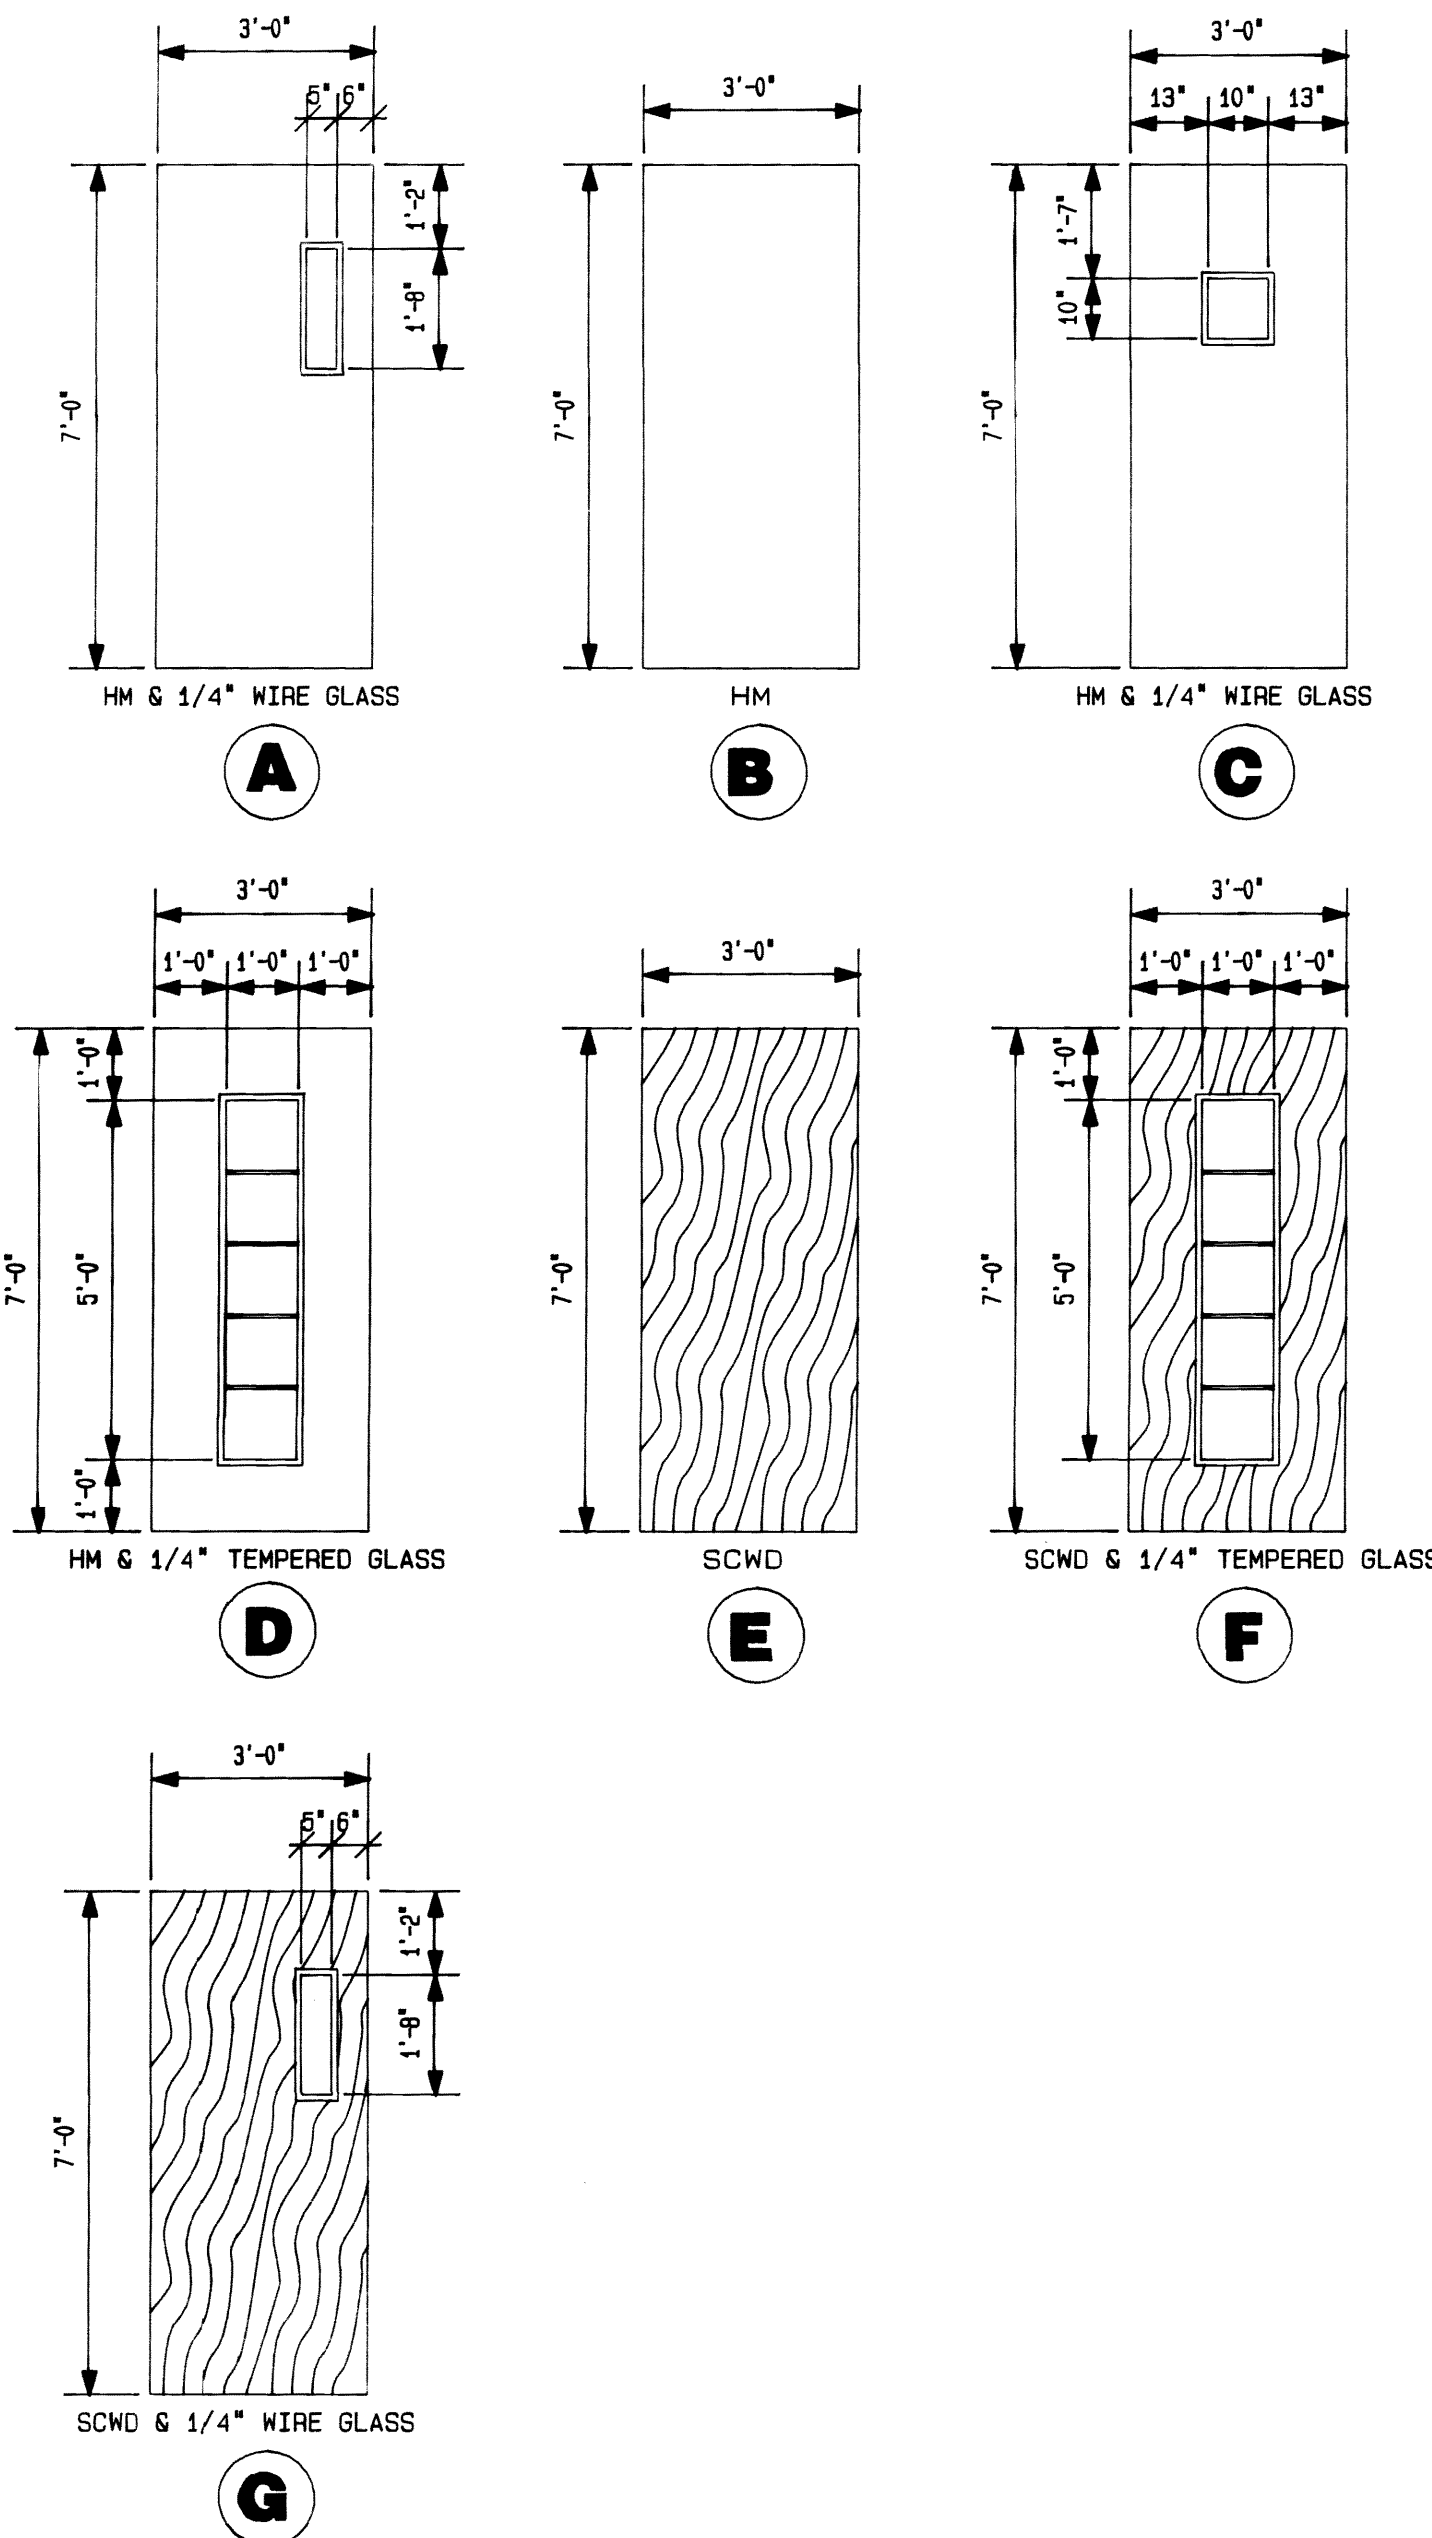 3'-0"
5" 6"
1'-2"
1'-8"
7'-0"
HM & 1/4" WIRE GLASS
A
3'-0"
7'-0"
HM
B
3'-0"
13" 10" 13"
1'-7"
10"
7'-0"
HM & 1/4" WIRE GLASS
C
3'-0"
1'-0" 1'-0" 1'-0"
1'-0"
5'-0"
7'-0"
1'-0"
HM & 1/4" TEMPERED GLASS
D
3'-0"
7'-0"
SCWD
E
3'-0"
1'-0" 1'-0" 1'-0"
1'-0"
5'-0"
7'-0"
SCWD & 1/4" TEMPERED GLASS
F
3'-0"
5" 6"
1'-2"
1'-8"
7'-0"
SCWD & 1/4" WIRE GLASS
G